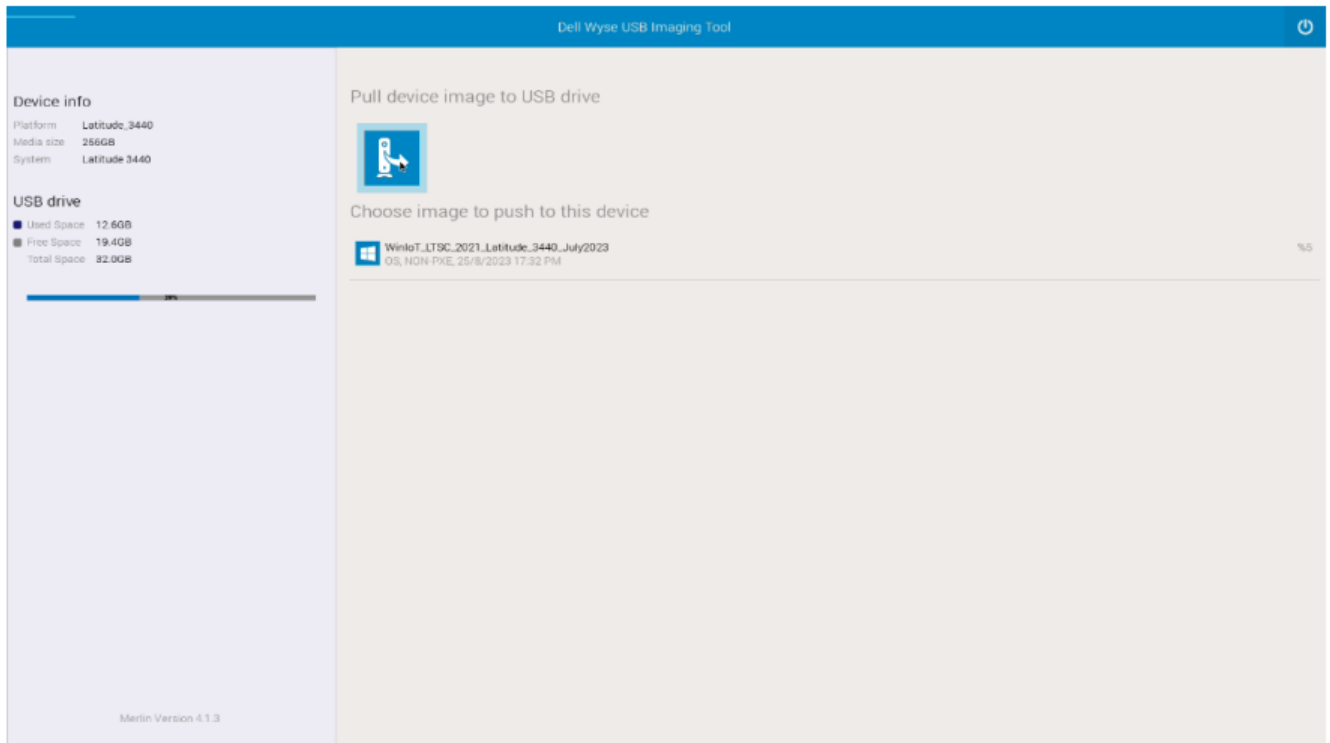 Dell Wyse USB Imaging Tool
Device info
Platform Latitude_3440
Media size 256GB
System Latitude 3440
USB drive
Used Space 12.6GB
Free Space 19.4GB
Total Space 32.0GB
Pull device image to USB drive
Choose image to push to this device
WinIoT_LTSC_2021_Latitude_3440_July2023
OS, NON-PXE, 25/8/2023 17:32 PM
%5
Merlin Version 4.1.3